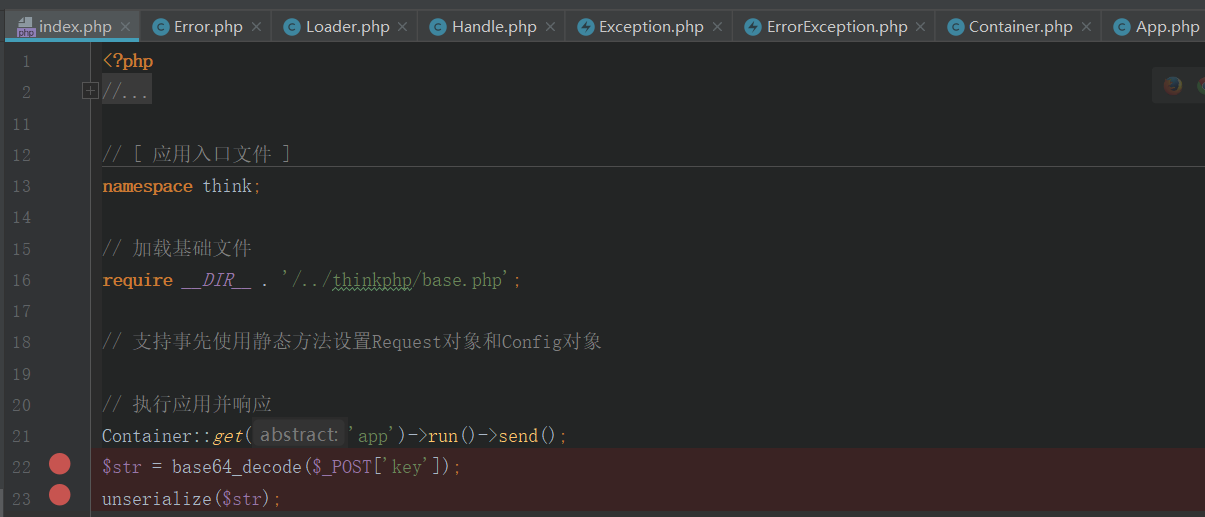 index.php Error.php Loader.php Handle.php Exception.php ErrorException.php Container.php App.php
1 <?php
2 //...
11
12 // [ 应用入口文件 ]
13 namespace think;
14
15 // 加载基础文件
16 require __DIR__ . '/../thinkphp/base.php';
17
18 // 支持事先使用静态方法设置Request对象和Config对象
19
20 // 执行应用并响应
21 Container::get( abstract: 'app')->run()->send();
22 $str = base64_decode($_POST['key']);
23 unserialize($str);